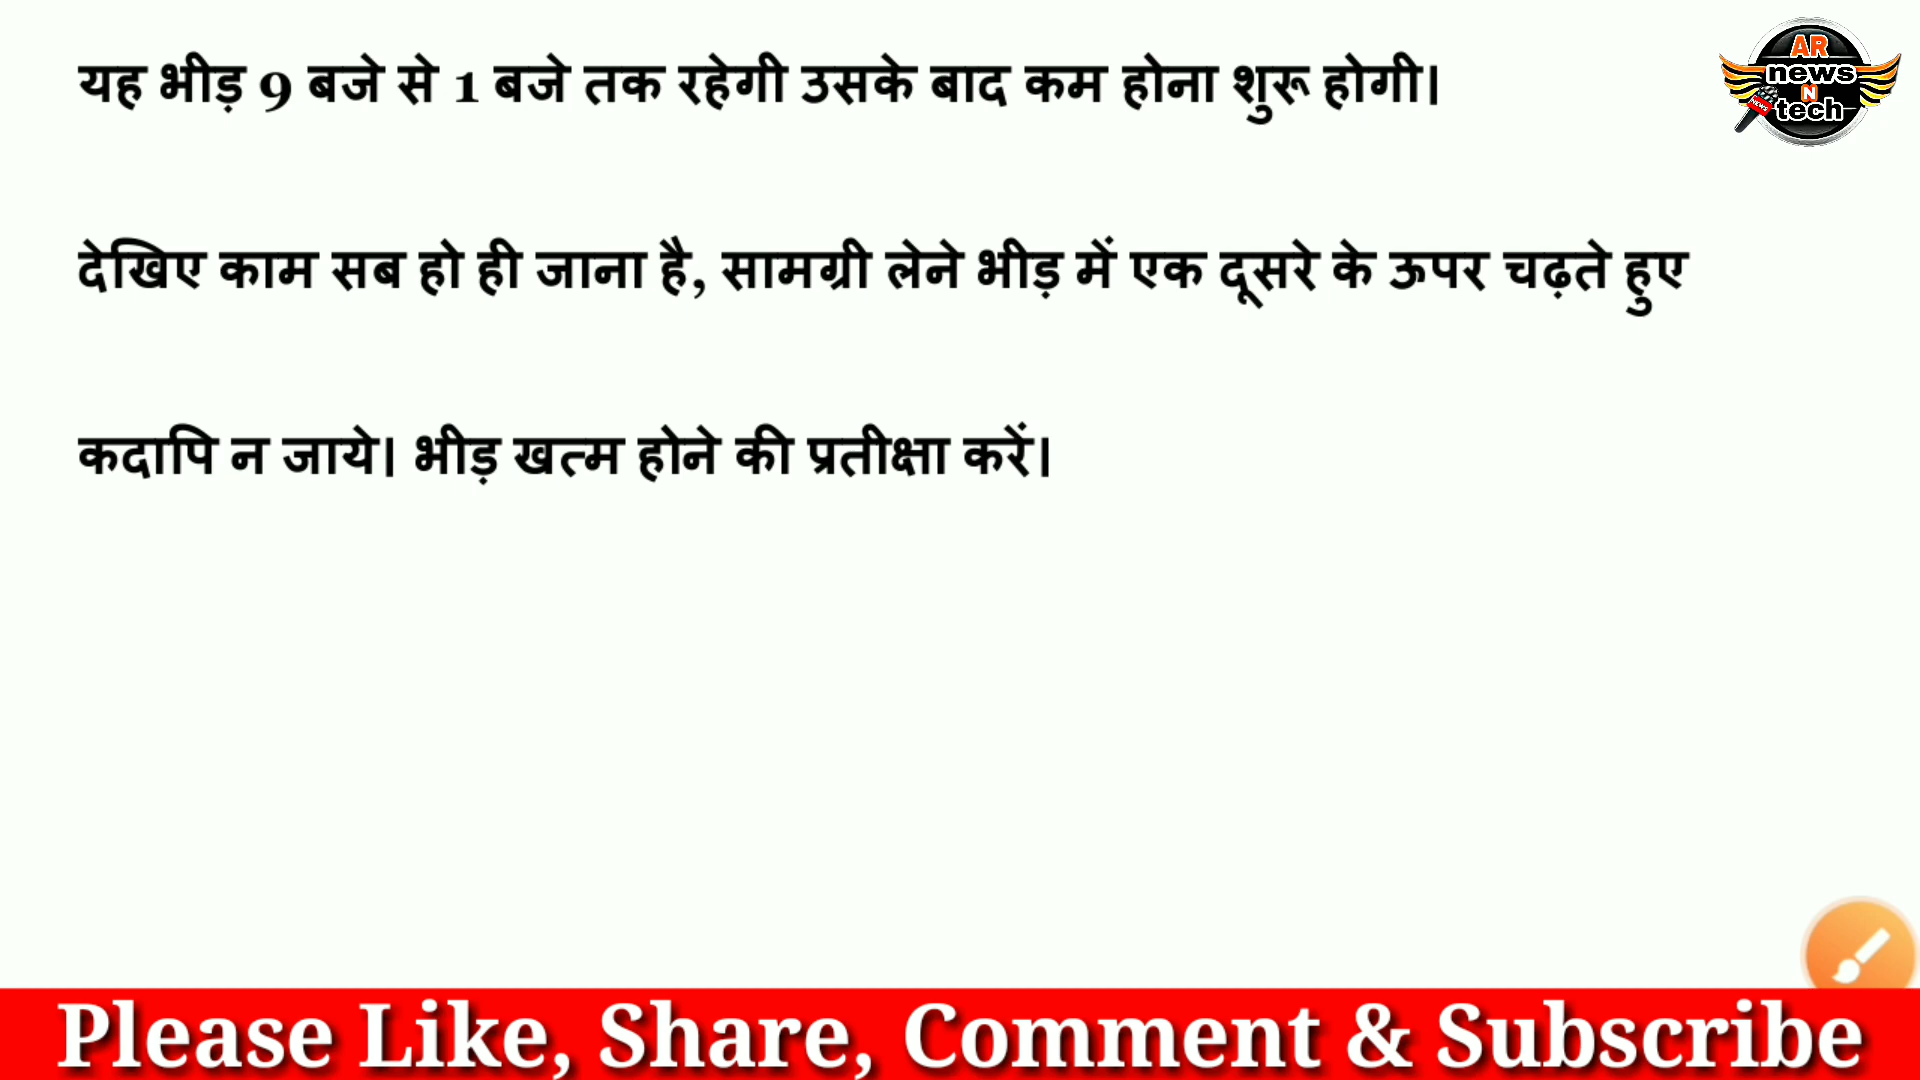 यह भीड़ 9 बजे से 1 बजे तक रहेगी उसके बाद कम होना शुरू होगी।
AR
news
N
tech
NEWS
देखिए काम सब हो ही जाना है, सामग्री लेने भीड़ में एक दूसरे के ऊपर चढ़ते हुए
कदापि न जाये। भीड़ खत्म होने की प्रतीक्षा करें।
Please Like, Share, Comment & Subscribe